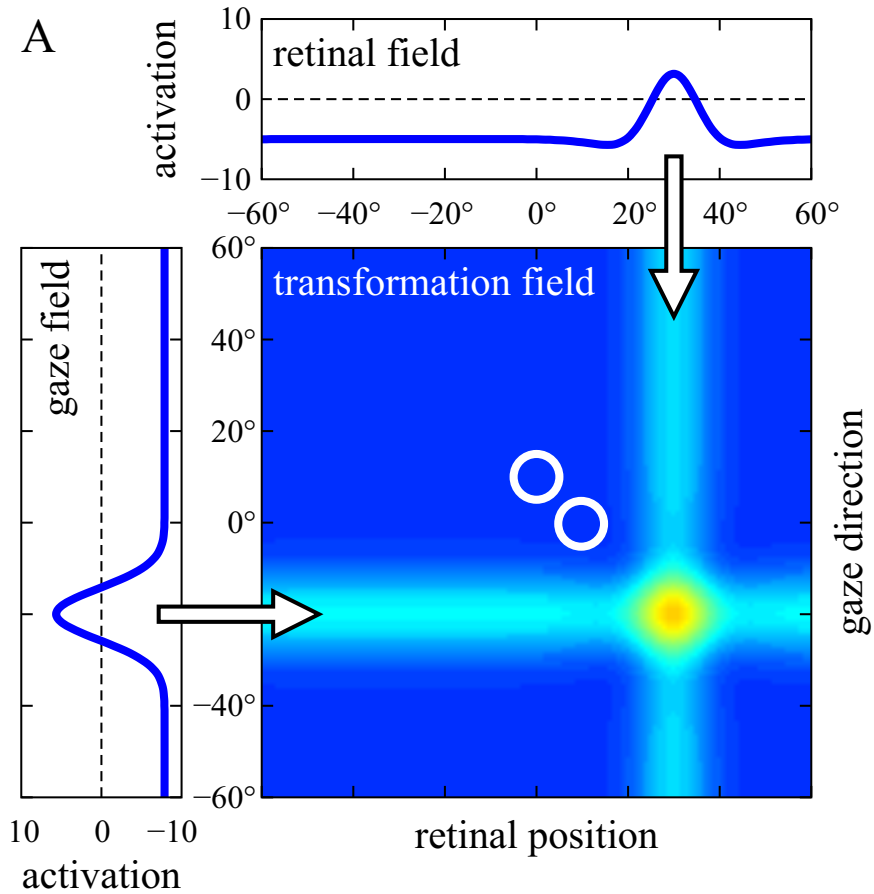 A
activation
10
0
−10
retinal field
−60°
−40°
−20°
0°
20°
40°
60°
gaze field
10
0
−10
activation
60°
40°
20°
0°
−40°
−60°
transformation field
gaze direction
retinal position